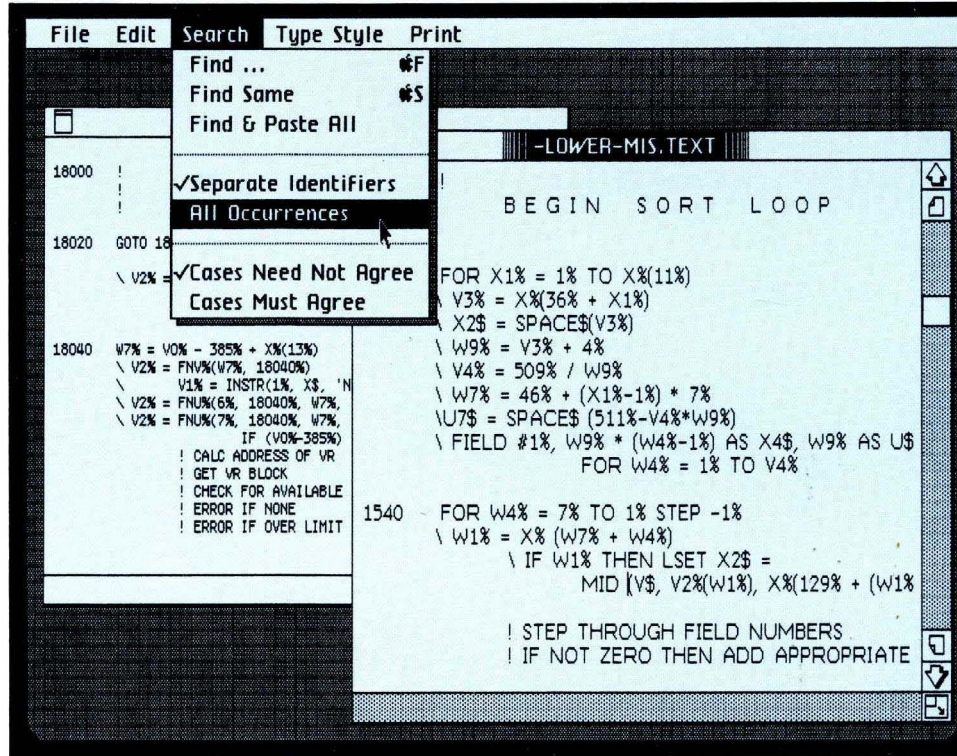 File Edit Search Type Style Print
Find ... F
Find Same S
Find & Paste All
✓Separate Identifiers
All Occurrences
✓Cases Need Not Agree
Cases Must Agree
18000 !
!
!
18020 GOTO 18
\ V2% =
18040 W7% = V0% - 385% + X%(13%)
\ V2% = FNV%(W7%, 18040%)
\ V1% = INSTR(1%, X$, 'N
\ V2% = FNU%(6%, 18040%, W7%,
\ V2% = FNU%(7%, 18040%, W7%,
IF (V0%-385%)
! CALC ADDRESS OF VR
! GET VR BLOCK
! CHECK FOR AVAILABLE
! ERROR IF NONE
! ERROR IF OVER LIMIT
-LOWER-MIS.TEXT
!
BEGIN SORT LOOP
FOR X1% = 1% TO X%(11%)
\ V3% = X%(36% + X1%)
\ X2$ = SPACE$(V3%)
\ W9% = V3% + 4%
\ V4% = 509% / W9%
\ W7% = 46% + (X1%-1%) * 7%
\U7$ = SPACE$ (511%-V4%*W9%)
\ FIELD #1%, W9% * (W4%-1%) AS X4$, W9% AS U$
FOR W4% = 1% TO V4%
1540 FOR W4% = 7% TO 1% STEP -1%
\ W1% = X% (W7% + W4%)
\ IF W1% THEN LSET X2$ =
MID (V$, V2%(W1%), X%(129% + (W1%
! STEP THROUGH FIELD NUMBERS
! IF NOT ZERO THEN ADD APPROPRIATE